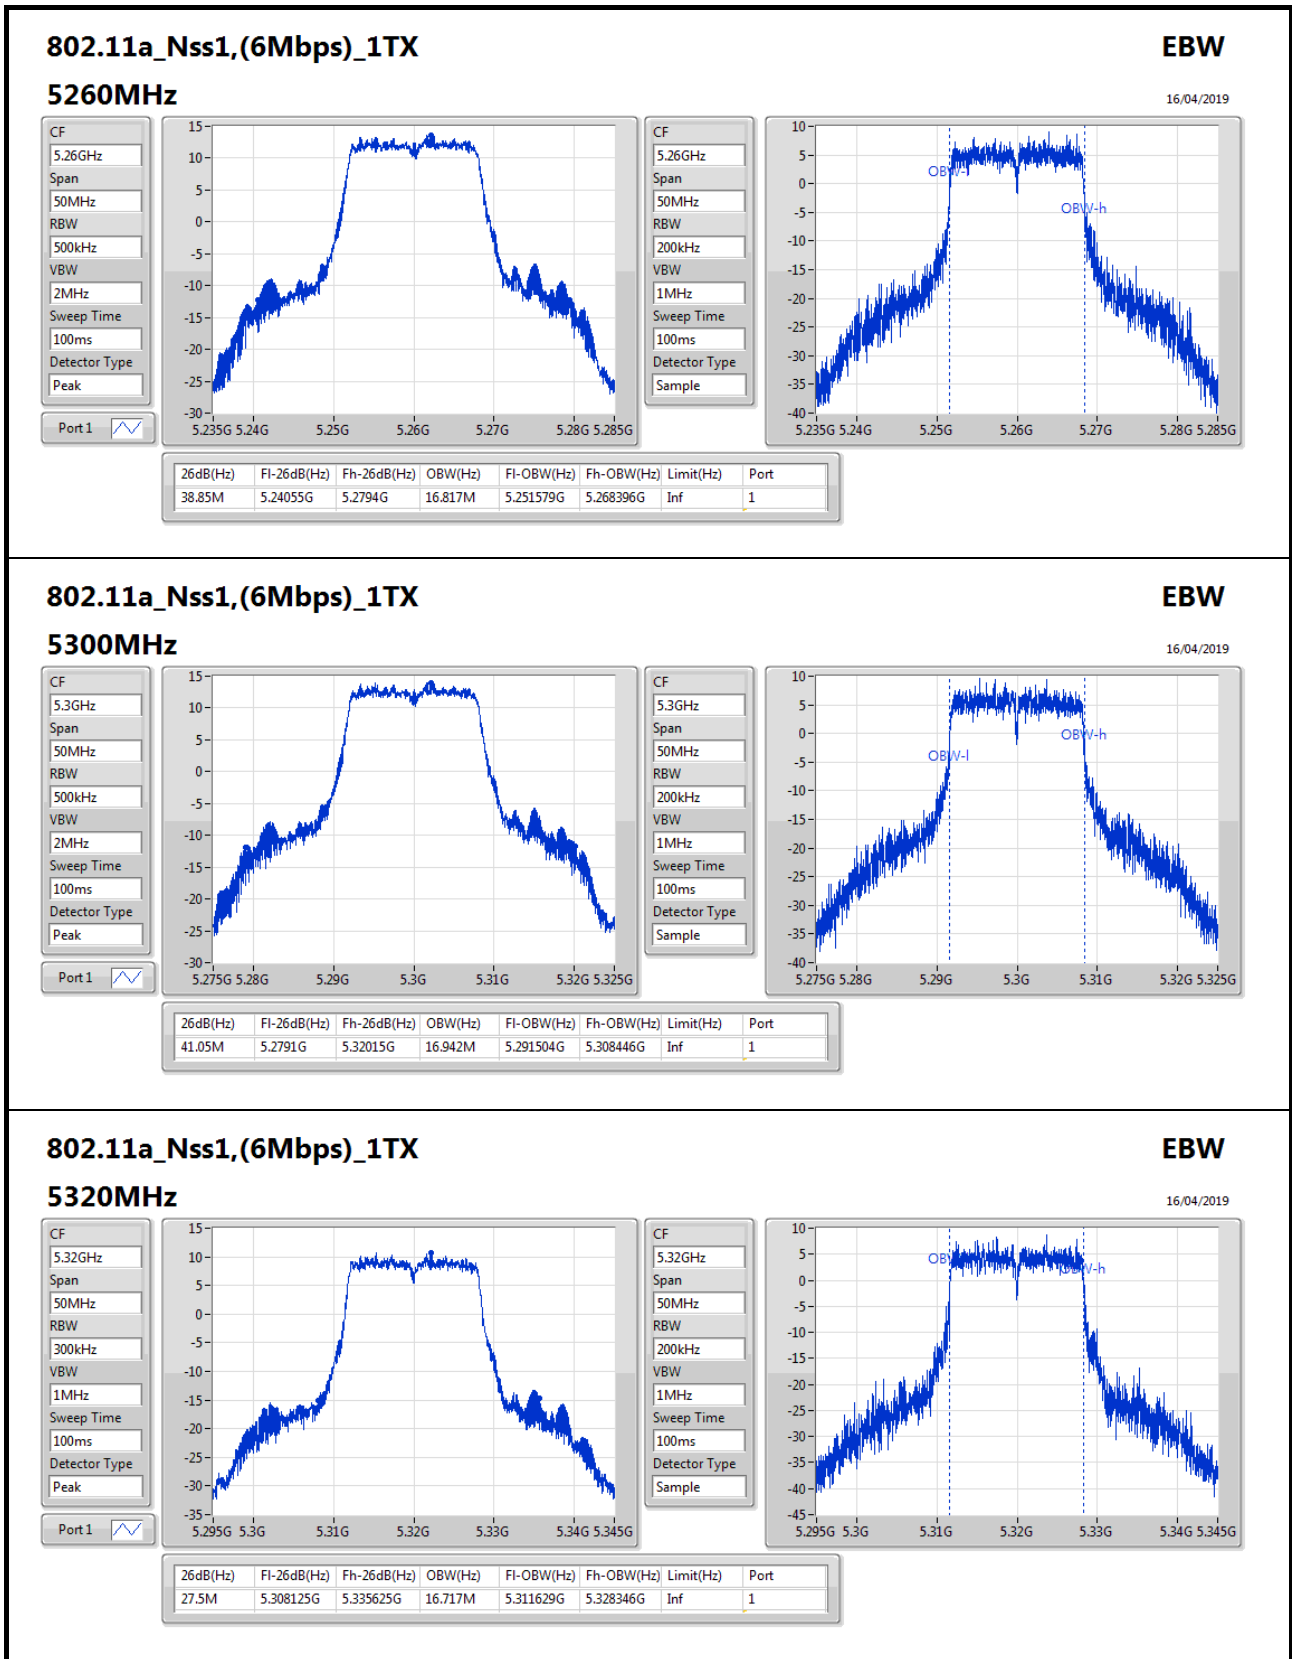 802.11a_Nss1,(6Mbps)_1TX EBW
5260MHz 16/04/2019
CF
5.26GHz
Span
50MHz
RBW
500kHz
VBW
2MHz
Sweep Time
100ms
Detector Type
Peak
Port 1
15
10
5
0
-5
-10
-15
-20
-25
-30
5.235G 5.24G 5.25G 5.26G 5.27G 5.28G 5.285G
CF
5.26GHz
Span
50MHz
RBW
200kHz
VBW
1MHz
Sweep Time
100ms
Detector Type
Sample
10
5
0
-5
-10
-15
-20
-25
-30
-35
-40
OBW-l
OBW-h
5.235G 5.24G 5.25G 5.26G 5.27G 5.28G 5.285G
26dB(Hz) Fl-26dB(Hz) Fh-26dB(Hz) OBW(Hz) Fl-OBW(Hz) Fh-OBW(Hz) Limit(Hz) Port
38.85M 5.24055G 5.2794G 16.817M 5.251579G 5.268396G Inf 1
802.11a_Nss1,(6Mbps)_1TX EBW
5300MHz 16/04/2019
CF
5.3GHz
Span
50MHz
RBW
500kHz
VBW
2MHz
Sweep Time
100ms
Detector Type
Peak
Port 1
15
10
5
0
-5
-10
-15
-20
-25
-30
5.275G 5.28G 5.29G 5.3G 5.31G 5.32G 5.325G
CF
5.3GHz
Span
50MHz
RBW
200kHz
VBW
1MHz
Sweep Time
100ms
Detector Type
Sample
10
5
0
-5
-10
-15
-20
-25
-30
-35
-40
OBW-l
OBW-h
5.275G 5.28G 5.29G 5.3G 5.31G 5.32G 5.325G
26dB(Hz) Fl-26dB(Hz) Fh-26dB(Hz) OBW(Hz) Fl-OBW(Hz) Fh-OBW(Hz) Limit(Hz) Port
41.05M 5.2791G 5.32015G 16.942M 5.291504G 5.308446G Inf 1
802.11a_Nss1,(6Mbps)_1TX EBW
5320MHz 16/04/2019
CF
5.32GHz
Span
50MHz
RBW
300kHz
VBW
1MHz
Sweep Time
100ms
Detector Type
Peak
Port 1
15
10
5
0
-5
-10
-15
-20
-25
-30
-35
5.295G 5.3G 5.31G 5.32G 5.33G 5.34G 5.345G
CF
5.32GHz
Span
50MHz
RBW
200kHz
VBW
1MHz
Sweep Time
100ms
Detector Type
Sample
10
5
0
-5
-10
-15
-20
-25
-30
-35
-40
-45
OBW-h
5.295G 5.3G 5.31G 5.32G 5.33G 5.34G 5.345G
26dB(Hz) Fl-26dB(Hz) Fh-26dB(Hz) OBW(Hz) Fl-OBW(Hz) Fh-OBW(Hz) Limit(Hz) Port
27.5M 5.308125G 5.335625G 16.717M 5.311629G 5.328346G Inf 1